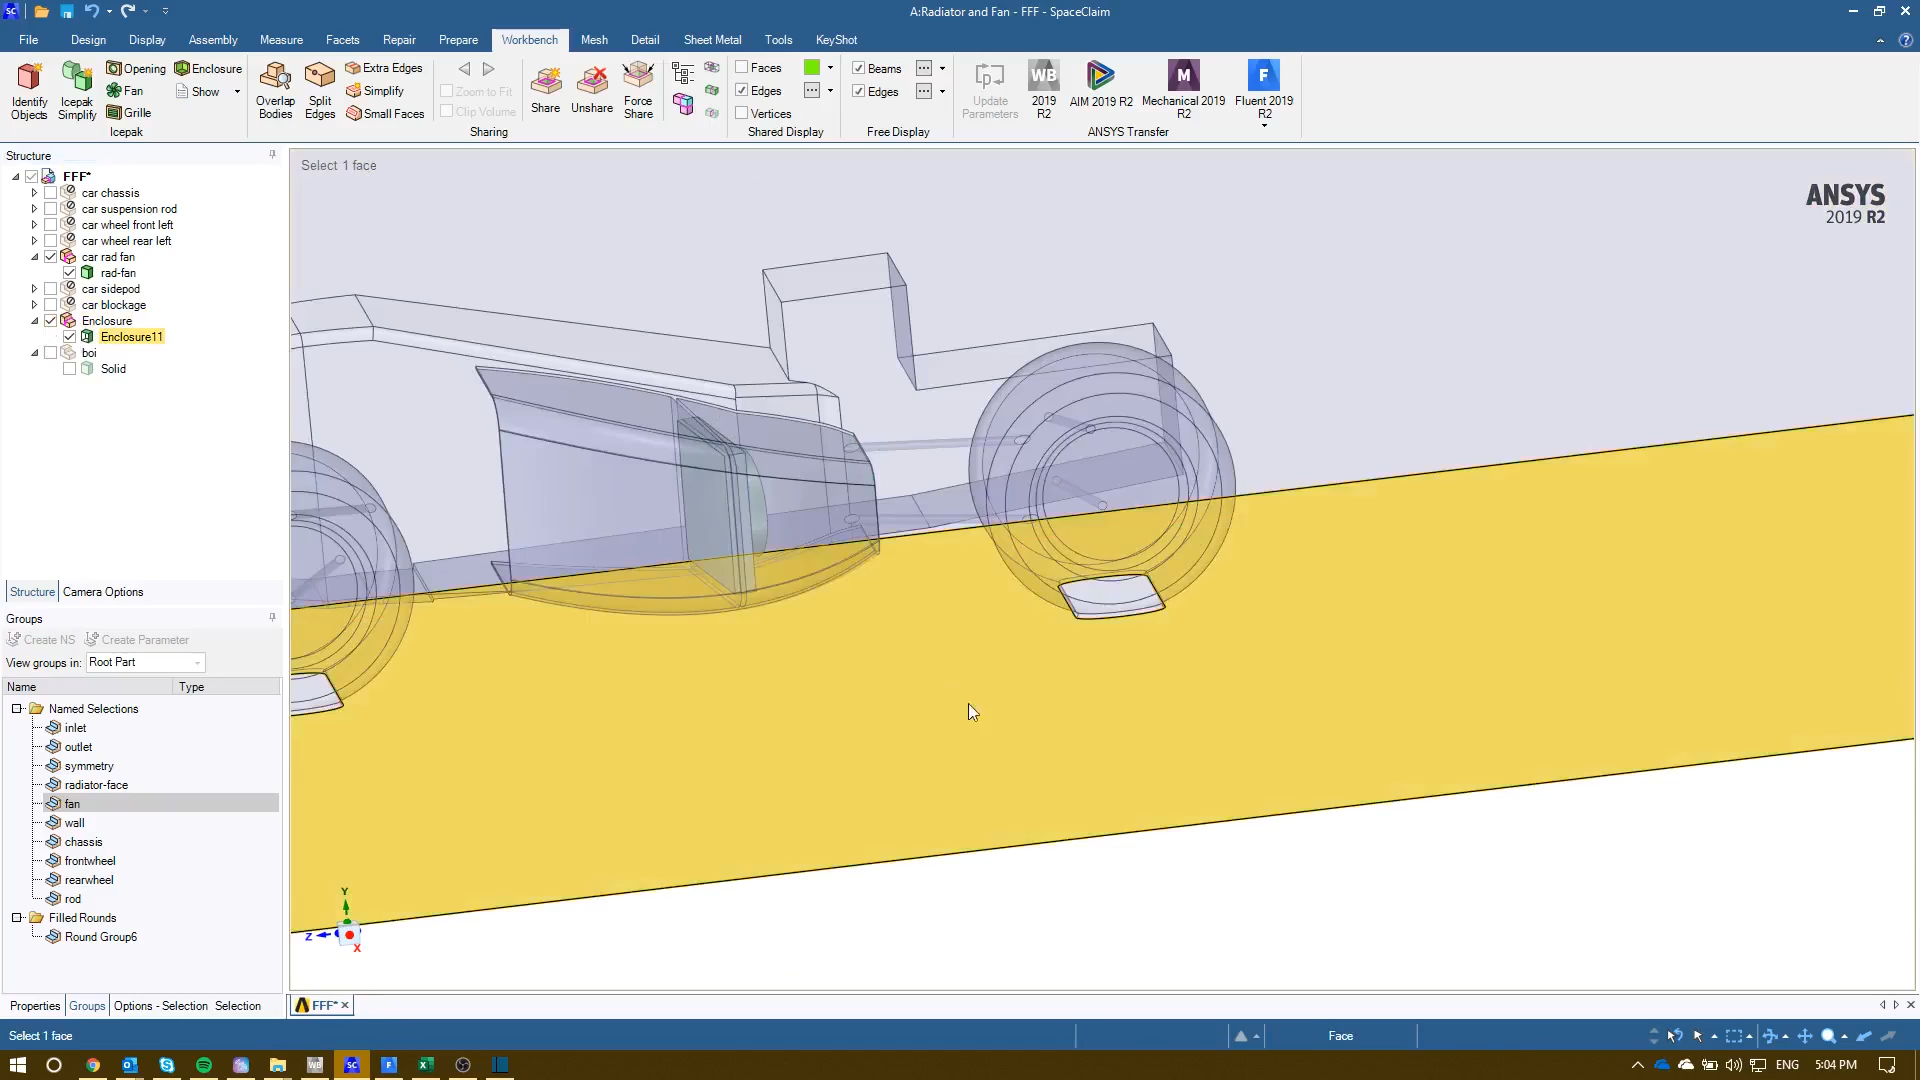 A:Radiator and Fan - FFF - SpaceClaim
File Design Display Assembly Measure Facets Repair Prepare Workbench Mesh Detail Sheet Metal Tools KeyShot
Identify Objects
Icepak Simplify
Opening
Fan
Grille
Enclosure
Show
Icepak
Overlap Bodies
Split Edges
Extra Edges
Simplify
Small Faces
Zoom to Fit
Clip Volume
Share
Unshare
Force Share
Sharing
Faces
Edges
Vertices
Shared Display
Beams
Edges
Free Display
Update Parameters
WB
2019 R2
AIM 2019 R2
M
Mechanical 2019 R2
F
Fluent 2019 R2
ANSYS Transfer
Structure
FFF*
car chassis
car suspension rod
car wheel front left
car wheel rear left
car rad fan
rad-fan
car sidepod
car blockage
Enclosure
Enclosure11
boi
Solid
Structure Camera Options
Groups
Create NS Create Parameter
View groups in: Root Part
Name Type
Named Selections
inlet
outlet
symmetry
radiator-face
fan
wall
chassis
frontwheel
rearwheel
rod
Filled Rounds
Round Group6
Properties Groups Options - Selection Selection
Select 1 face
ANSYS
2019 R2
Y
Z
X
FFF*
Select 1 face
Face
ENG 5:04 PM